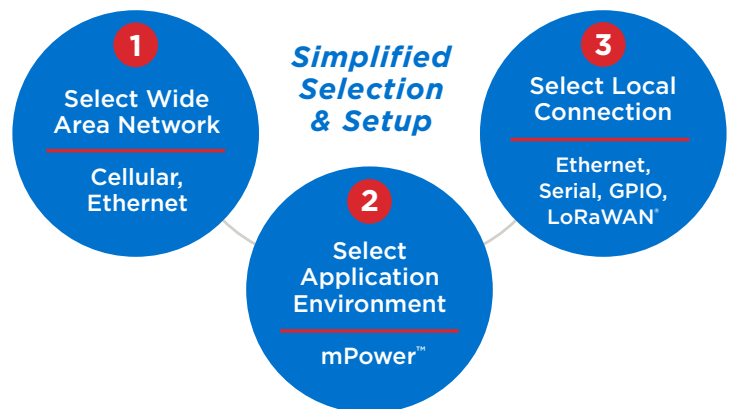 Simplified
Selection
& Setup
1
Select Wide
Area Network
Cellular,
Ethernet
2
Select
Application
Environment
mPower™
3
Select Local
Connection
Ethernet,
Serial, GPIO,
LoRaWAN®